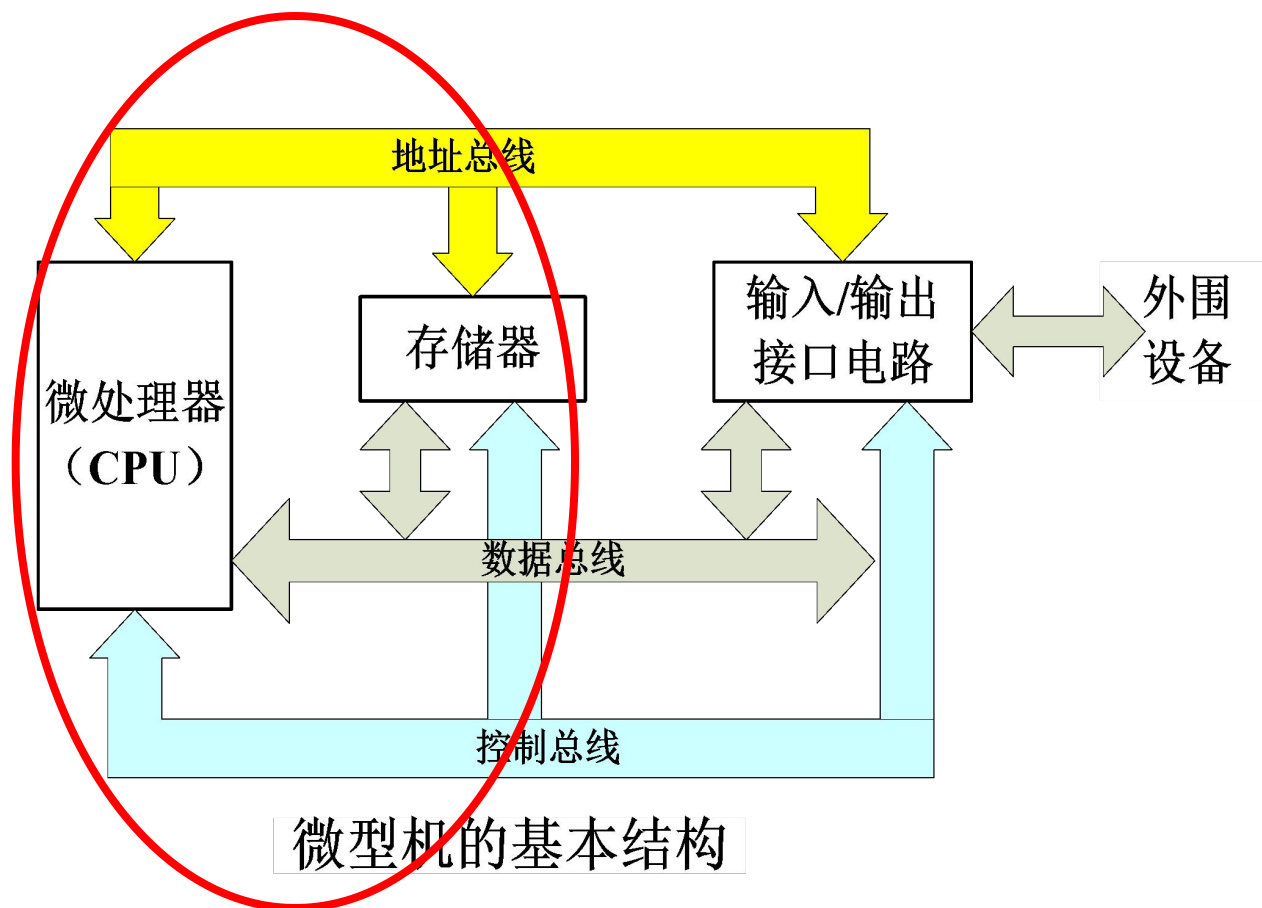 地址总线
微处理器
（CPU）
存储器
输入/输出
接口电路
外围
设备
数据总线
控制总线
微型机的基本结构